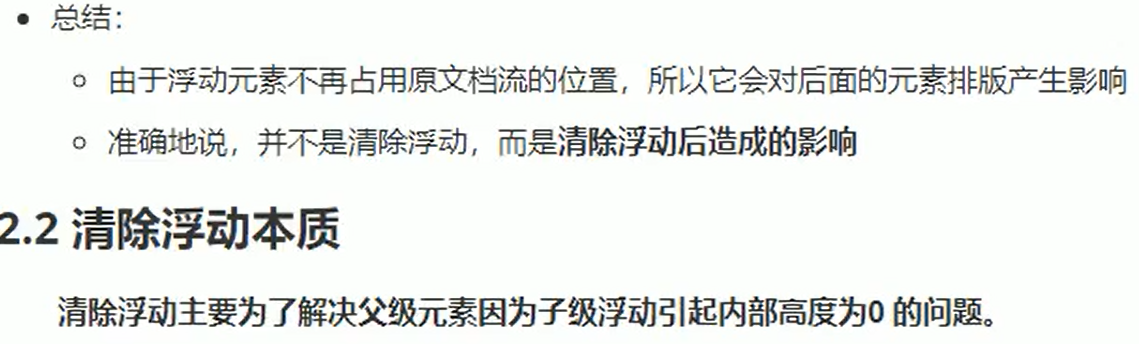 总结：
由于浮动元素不再占用原文档流的位置，所以它会对后面的元素排版产生影响
准确地说，并不是清除浮动，而是清除浮动后造成的影响
2.2 清除浮动本质
清除浮动主要为了解决父级元素因为子级浮动引起内部高度为0 的问题。